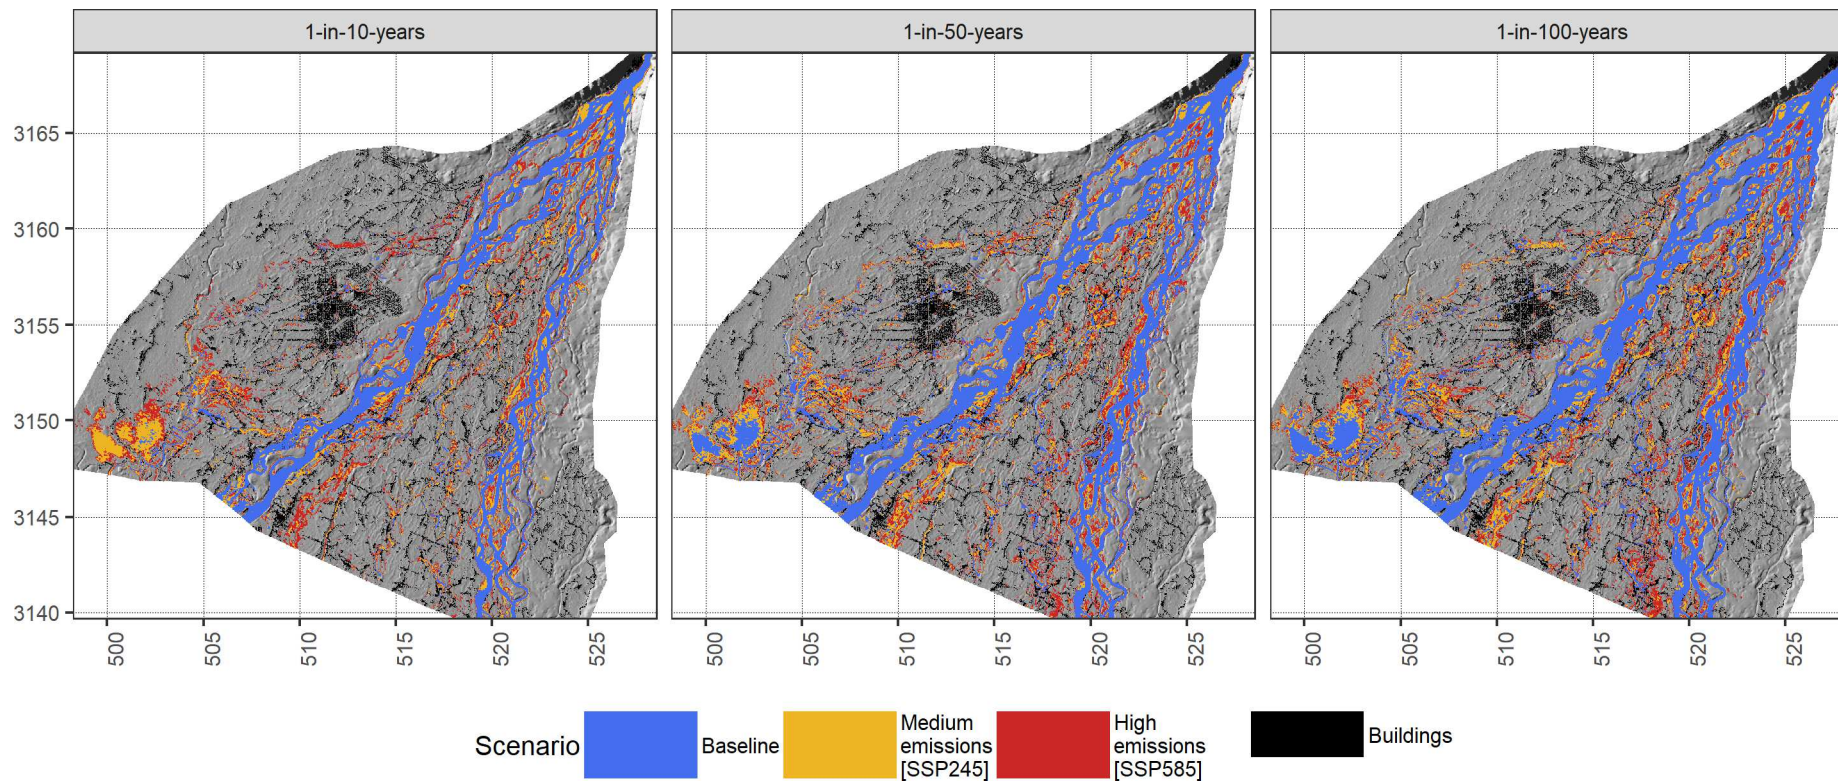 1-in-10-years
1-in-50-years
1-in-100-years
3165
3160
3155
3150
3145
3140
500
505
510
515
520
525
500
505
510
515
520
525
500
505
510
515
520
525
Scenario
Baseline
Medium
emissions
[SSP245]
High
emissions
[SSP585]
Buildings